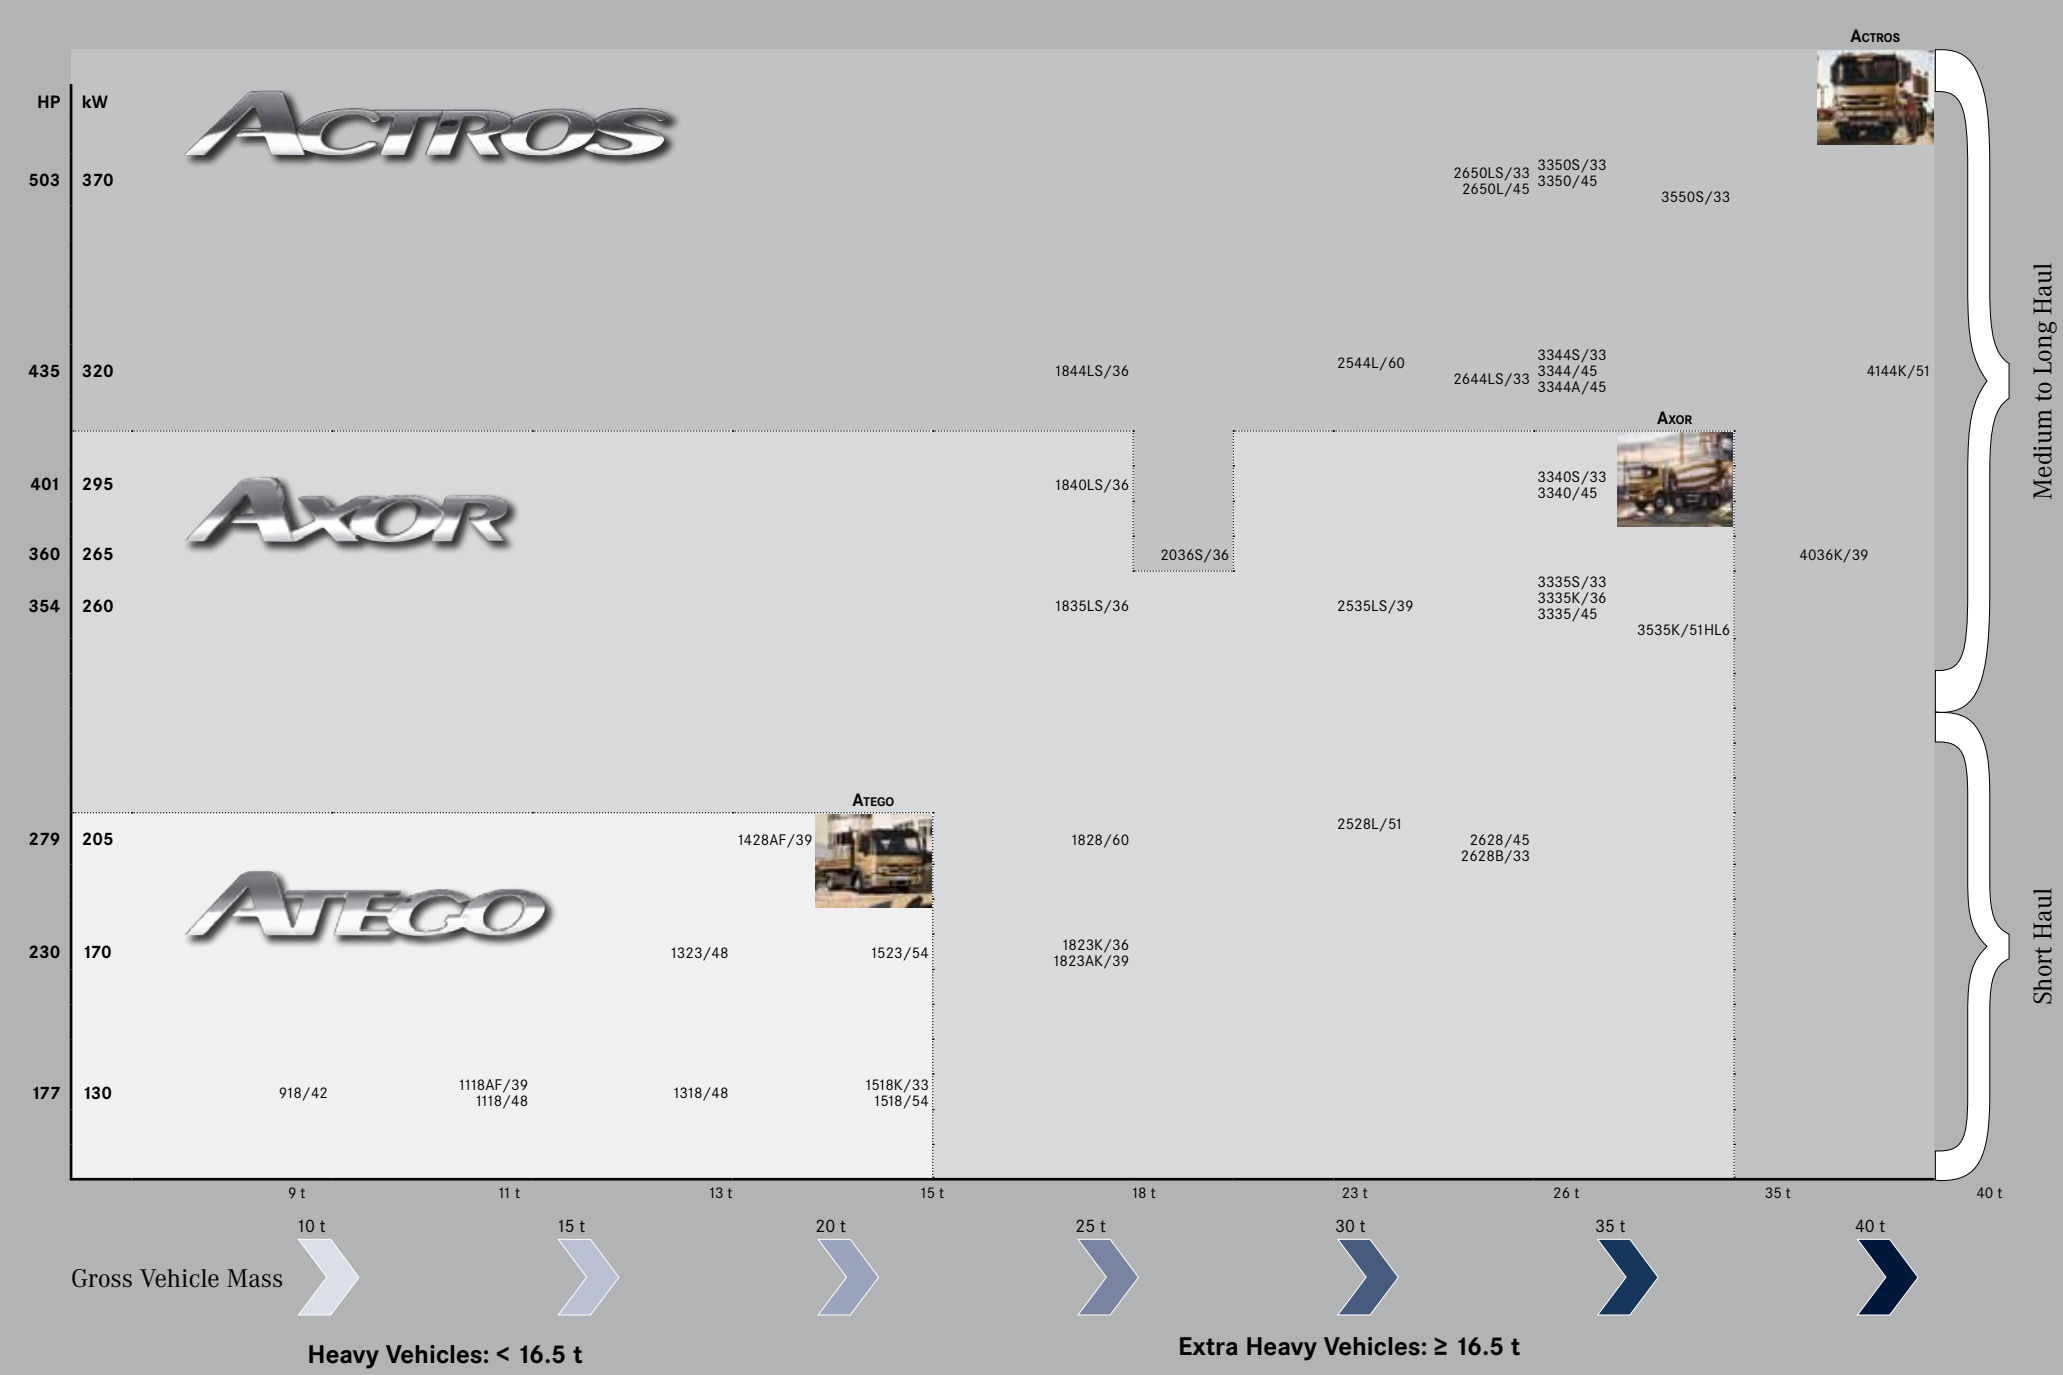 ACTROS
HP kW
ACTROS
503 370
2650LS/33
2650L/45
3350S/33
3350/45
3550S/33
435 320
1844LS/36
2544L/60
2644LS/33
3344S/33
3344/45
3344A/45
4144K/51
Medium to Long Haul
AXOR
401 295
AXOR
1840LS/36
3340S/33
3340/45
360 265
2036S/36
4036K/39
354 260
1835LS/36
2535LS/39
3335S/33
3335K/36
3335/45
3535K/51HL6
ATEGO
279 205
1428AF/39
1828/60
2528L/51
2628/45
2628B/33
ATEGO
230 170
1323/48
1523/54
1823K/36
1823AK/39
Short Haul
177 130
918/42
1118AF/39
1118/48
1318/48
1518K/33
1518/54
9 t 11 t 13 t 15 t 18 t 23 t 26 t 35 t 40 t
10 t 15 t 20 t 25 t 30 t 35 t 40 t
Gross Vehicle Mass
Heavy Vehicles: < 16.5 t
Extra Heavy Vehicles: ≥ 16.5 t